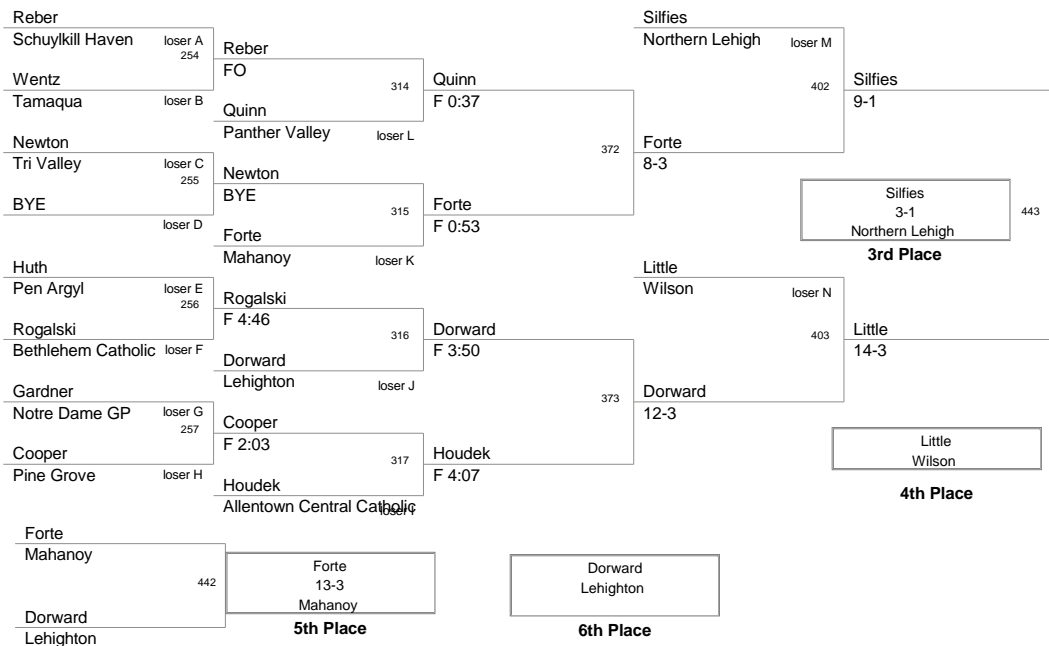 Reber
Schuylkill Haven
loser A
254
Wentz
Tamaqua
loser B
Newton
Tri Valley
loser C
255
BYE
loser D
Huth
Pen Argyl
loser E
256
Rogalski
Bethlehem Catholic
loser F
Gardner
Notre Dame GP
loser G
257
Cooper
Pine Grove
loser H
Reber
FO
314
Quinn
Panther Valley
loser L
Newton
BYE
315
Forte
Mahanoy
loser K
Rogalski
F 4:46
316
Dorward
Lehighton
loser J
Cooper
F 2:03
317
Houdek
Allentown Central Catholic
loser I
Quinn
F 0:37
372
Forte
F 0:53
Dorward
F 3:50
373
Houdek
F 4:07
Silfies
Northern Lehigh
loser M
402
Forte
8-3
Little
Wilson
loser N
403
Dorward
12-3
Silfies
9-1
Silfies
3-1
Northern Lehigh
443
3rd Place
Little
14-3
Little
Wilson
4th Place
Forte
Mahanoy
442
Dorward
Lehighton
Forte
13-3
Mahanoy
5th Place
Dorward
Lehighton
6th Place